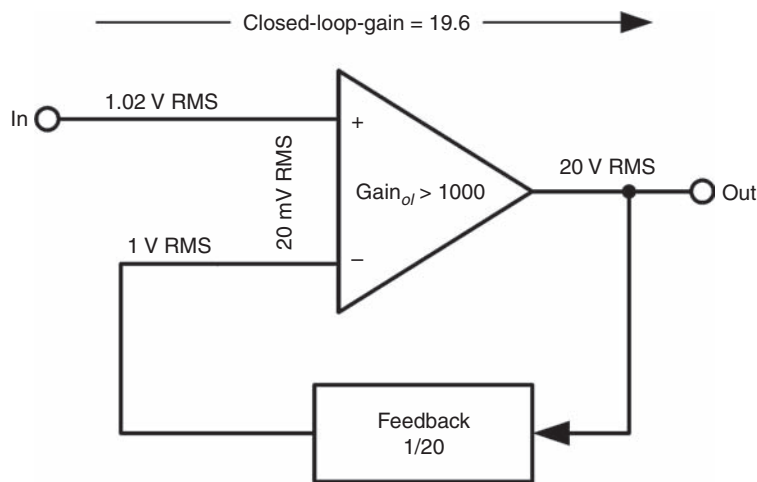 Closed-loop-gain = 19.6
1.02 V RMS
In
+
20 mV RMS
Gainol > 1000
20 V RMS
Out
1 V RMS
–
Feedback
1/20